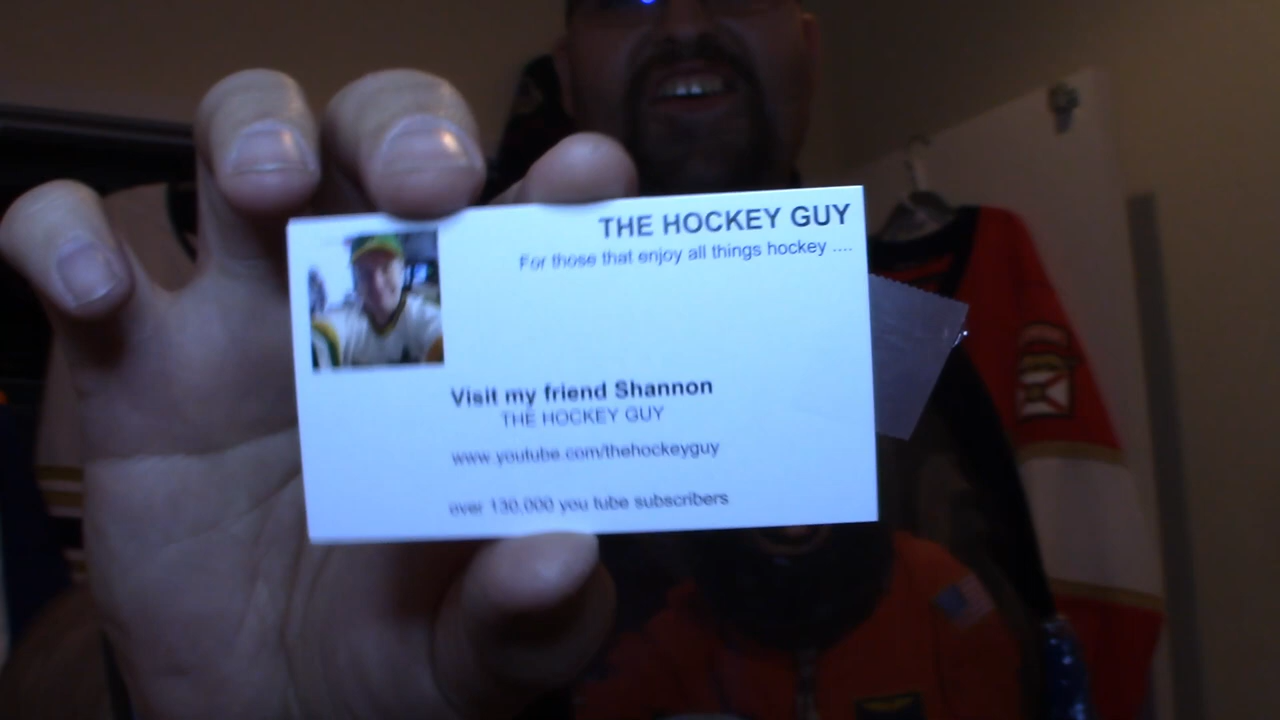 THE HOCKEY GUY
For those that enjoy all things hockey ....
Visit my friend Shannon
THE HOCKEY GUY
www.youtube.com/thehockeyguy
over 130,000 you tube subscribers